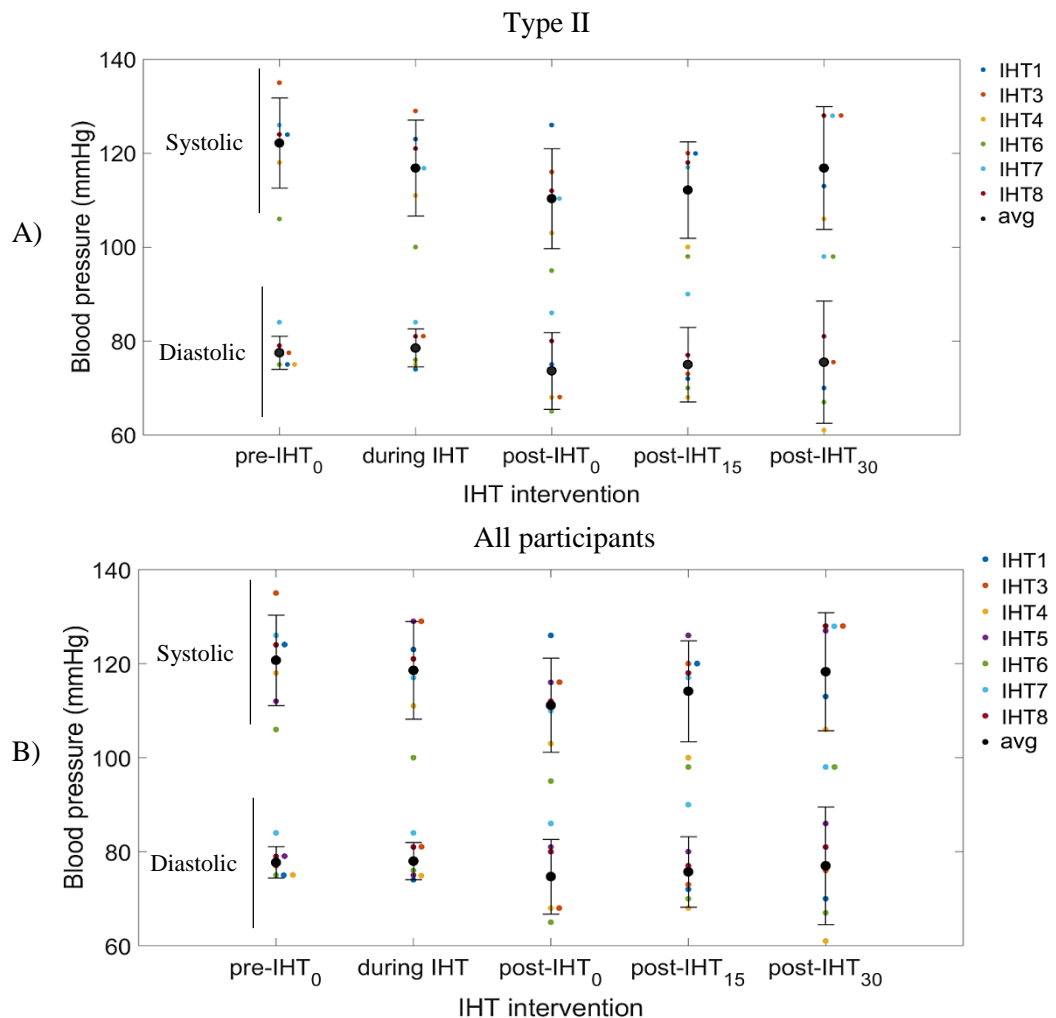 Type II
A)
Blood pressure (mmHg)
140
120
100
80
60
Systolic
Diastolic
pre-IHT0
during IHT
post-IHT0
post-IHT15
post-IHT30
IHT intervention
IHT1
IHT3
IHT4
IHT6
IHT7
IHT8
avg
All participants
B)
Blood pressure (mmHg)
140
120
100
80
60
Systolic
Diastolic
pre-IHT0
during IHT
post-IHT0
post-IHT15
post-IHT30
IHT intervention
IHT1
IHT3
IHT4
IHT5
IHT6
IHT7
IHT8
avg